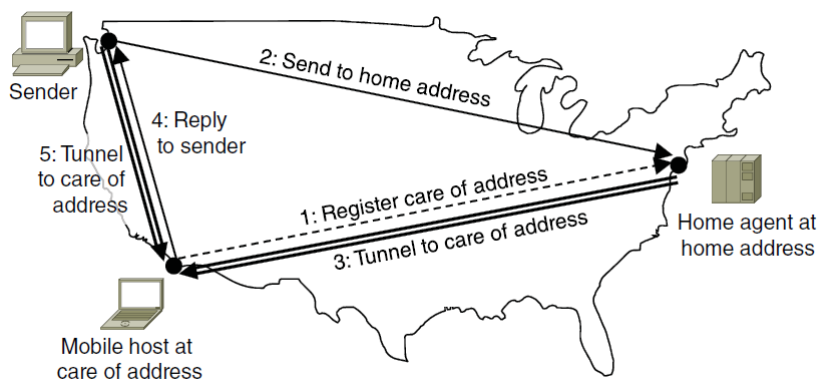 Sender
2: Send to home address
4: Reply
to sender
5: Tunnel
to care of
address
1: Register care of address
3: Tunnel to care of address
Home agent at
home address
Mobile host at
care of address